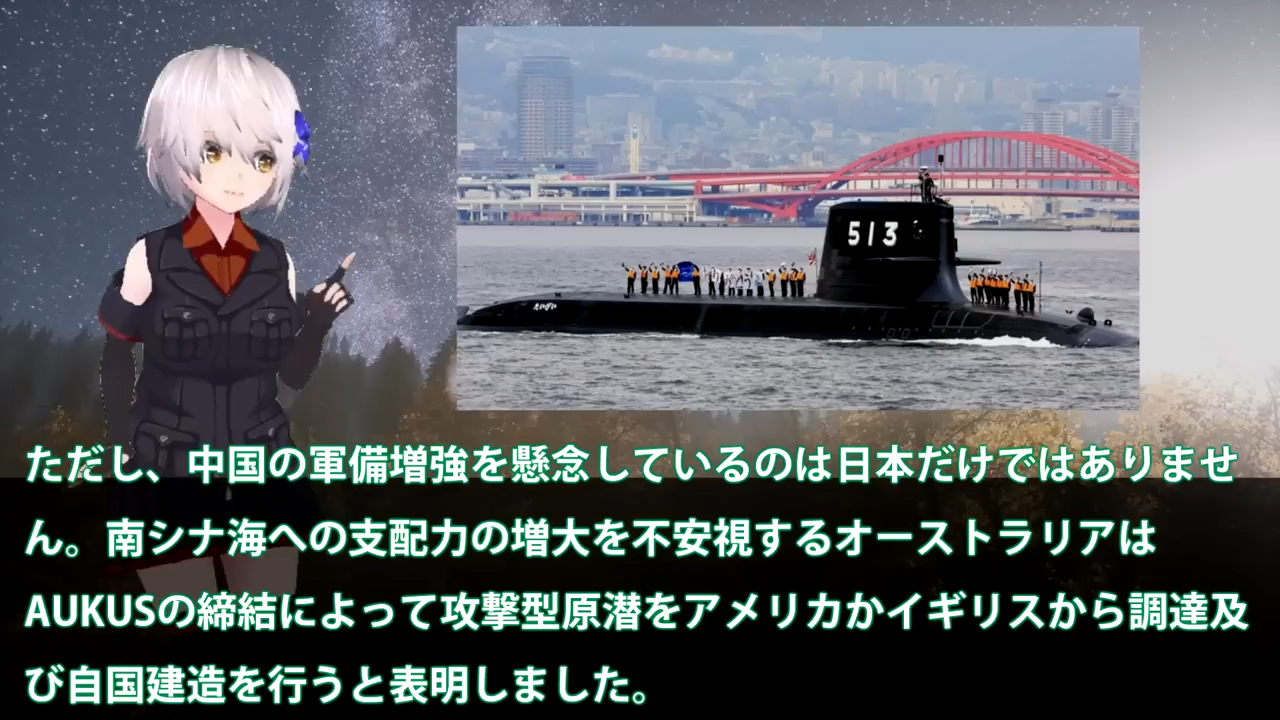 513
たいげい
ただし、中国の軍備増強を懸念しているのは日本だけではありませ
ん。南シナ海への支配力の増大を不安視するオーストラリアは
AUKUSの締結によって攻撃型原潜をアメリカかイギリスから調達及
び自国建造を行うと表明しました。